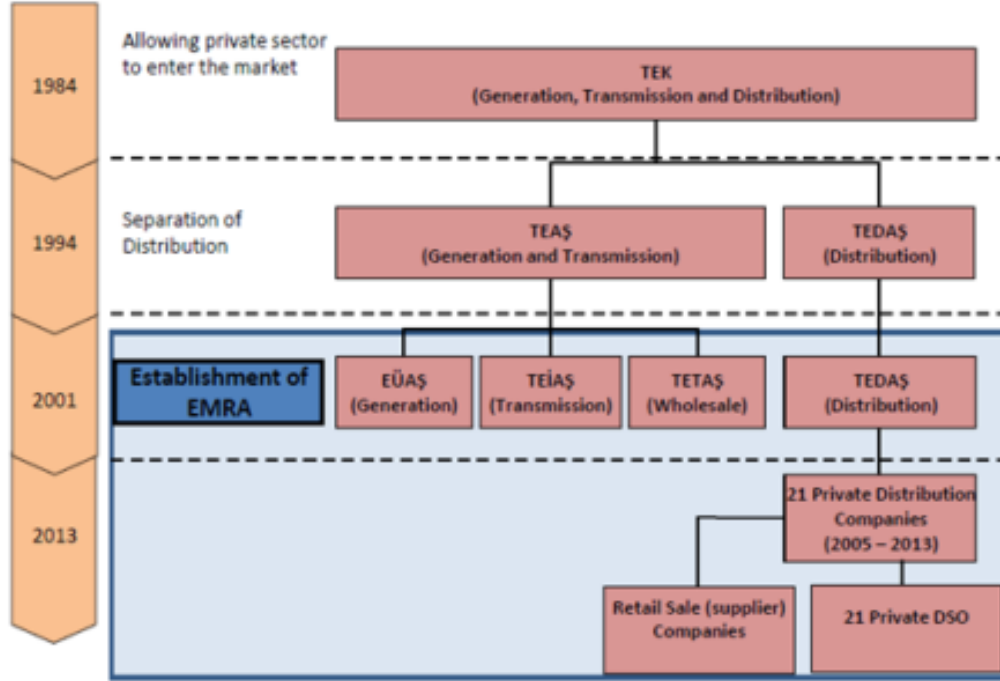 1984
Allowing private sector
to enter the market
TEK
(Generation, Transmission and Distribution)
1994
Separation of
Distribution
TEAŞ
(Generation and Transmission)
TEDAŞ
(Distribution)
2001
Establishment of
EMRA
EÜAŞ
(Generation)
TEİAŞ
(Transmission)
TETAŞ
(Wholesale)
TEDAŞ
(Distribution)
2013
21 Private Distribution
Companies
(2005 – 2013)
Retail Sale (supplier)
Companies
21 Private DSO